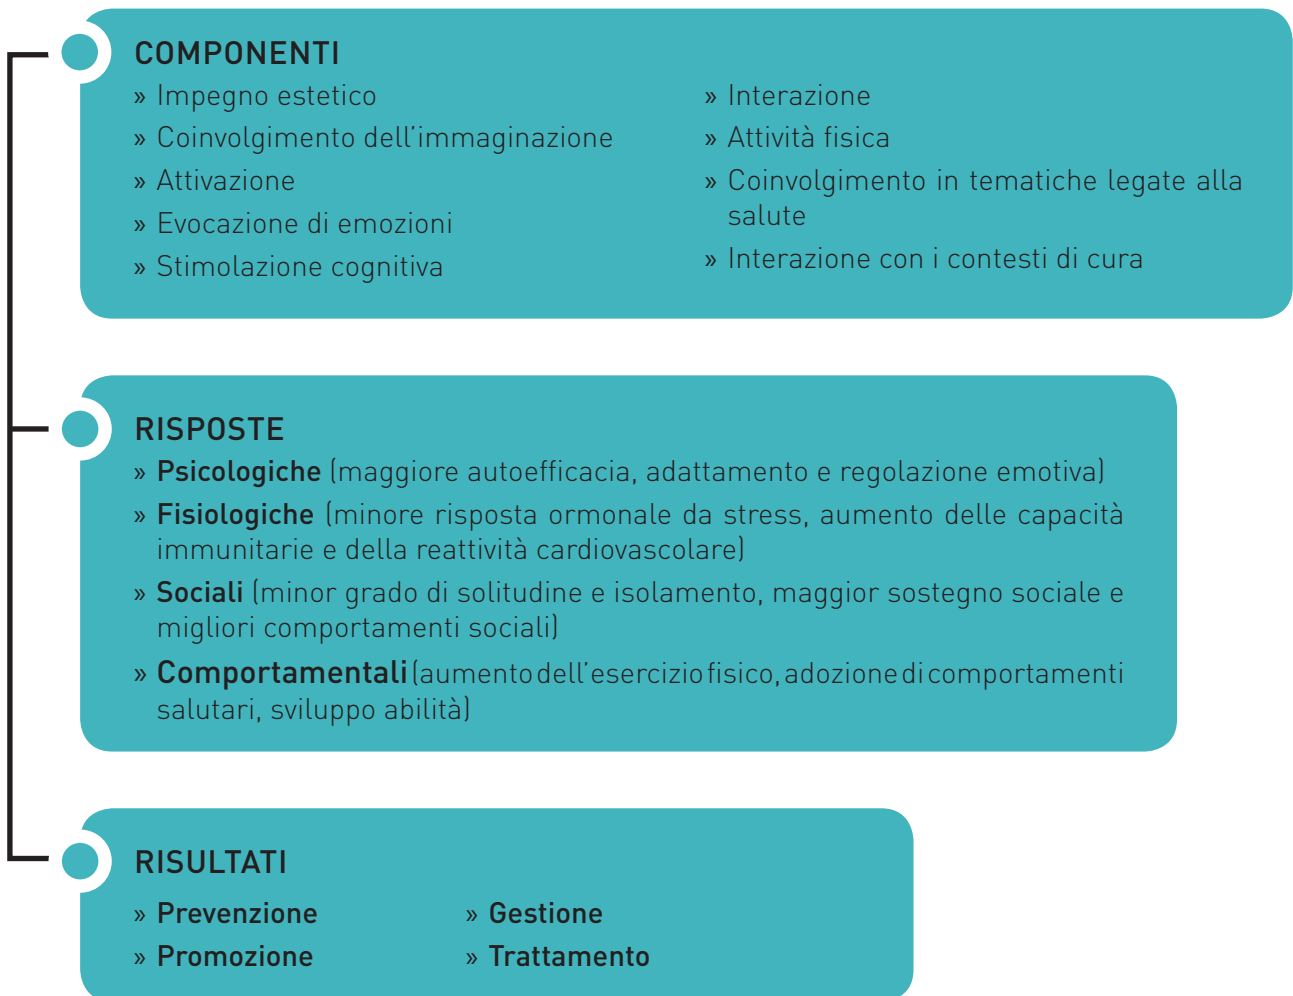 COMPONENTI
» Impegno estetico
» Coinvolgimento dell'immaginazione
» Attivazione
» Evocazione di emozioni
» Stimolazione cognitiva
» Interazione
» Attività fisica
» Coinvolgimento in tematiche legate alla
salute
» Interazione con i contesti di cura
RISPOSTE
» Psicologiche (maggiore autoefficacia, adattamento e regolazione emotiva)
» Fisiologiche (minore risposta ormonale da stress, aumento delle capacità
immunitarie e della reattività cardiovascolare)
» Sociali (minor grado di solitudine e isolamento, maggior sostegno sociale e
migliori comportamenti sociali)
» Comportamentali (aumento dell'esercizio fisico, adozione di comportamenti
salutari, sviluppo abilità)
RISULTATI
» Prevenzione
» Promozione
» Gestione
» Trattamento